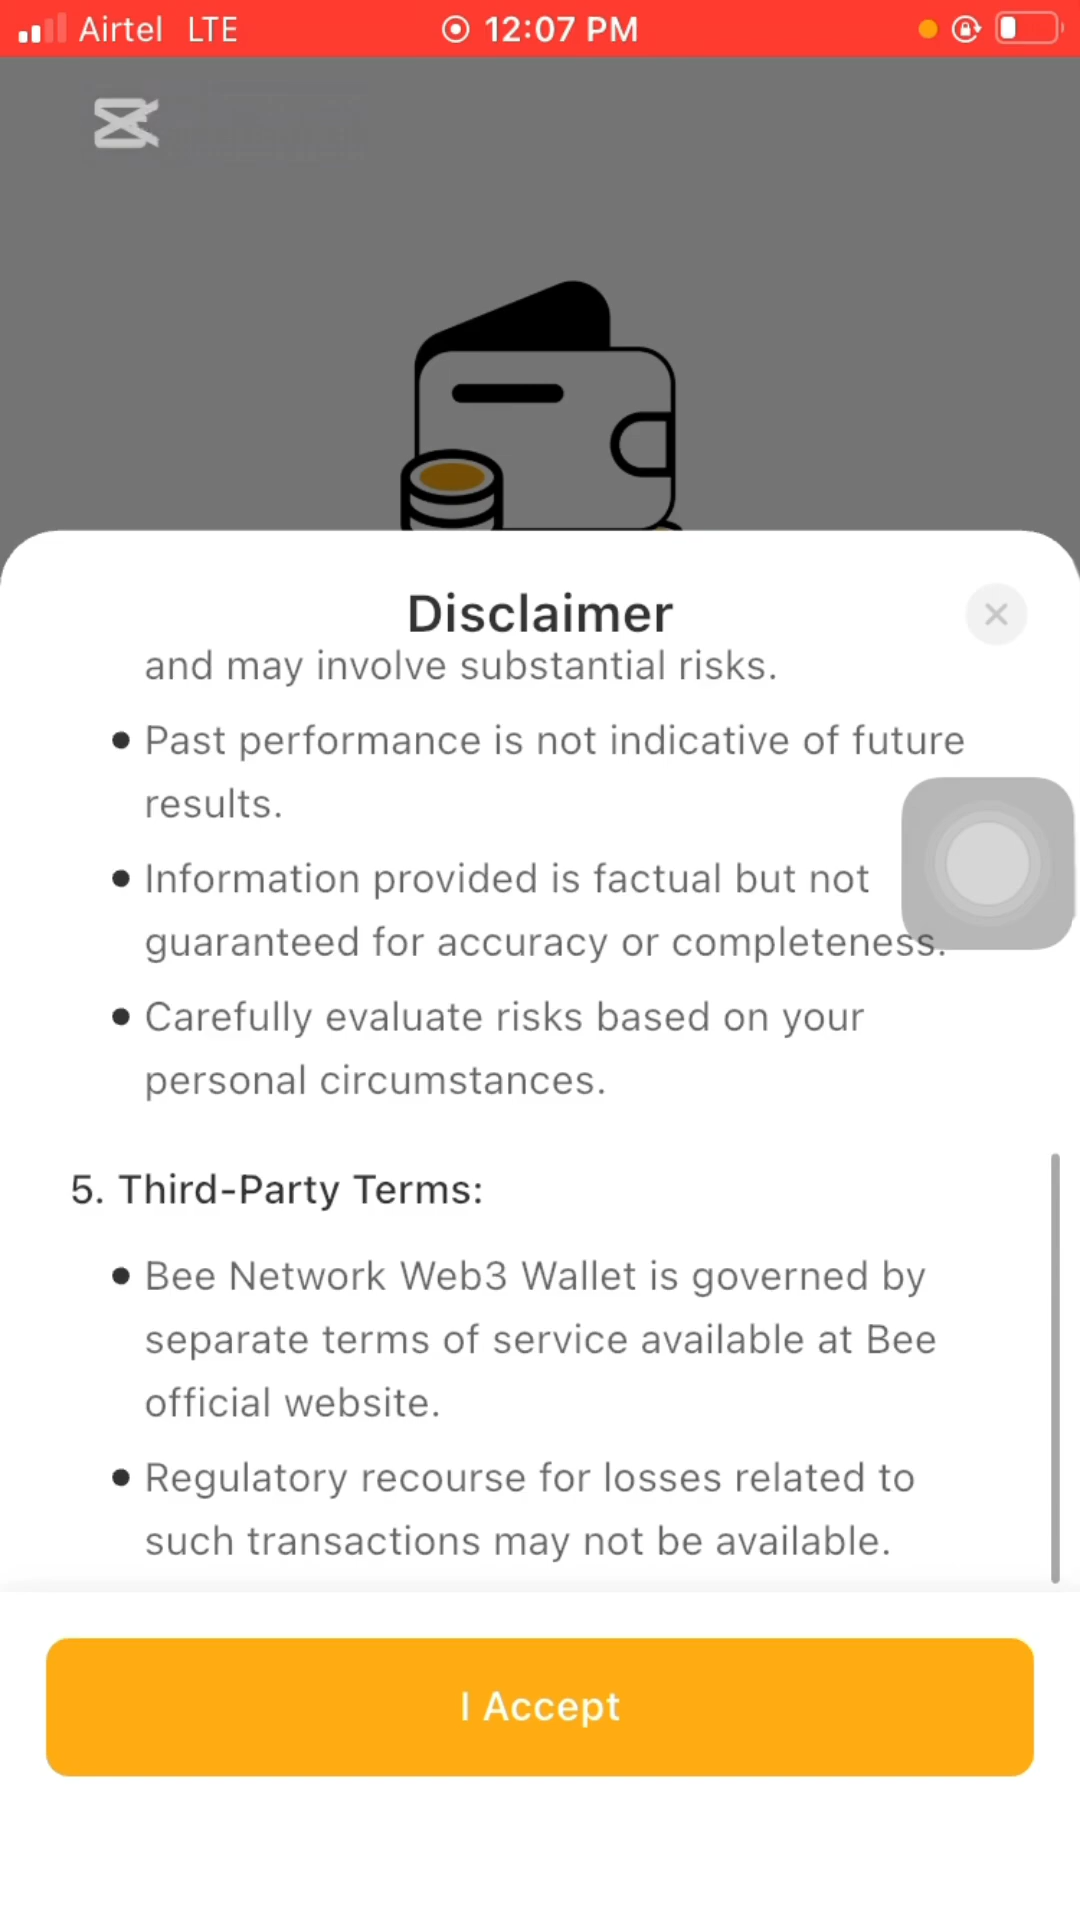 Airtel LTE 12:07 PM
Disclaimer
and may involve substantial risks.
● Past performance is not indicative of future
results.
● Information provided is factual but not
guaranteed for accuracy or completeness.
● Carefully evaluate risks based on your
personal circumstances.
5. Third-Party Terms:
● Bee Network Web3 Wallet is governed by
separate terms of service available at Bee
official website.
● Regulatory recourse for losses related to
such transactions may not be available.
I Accept